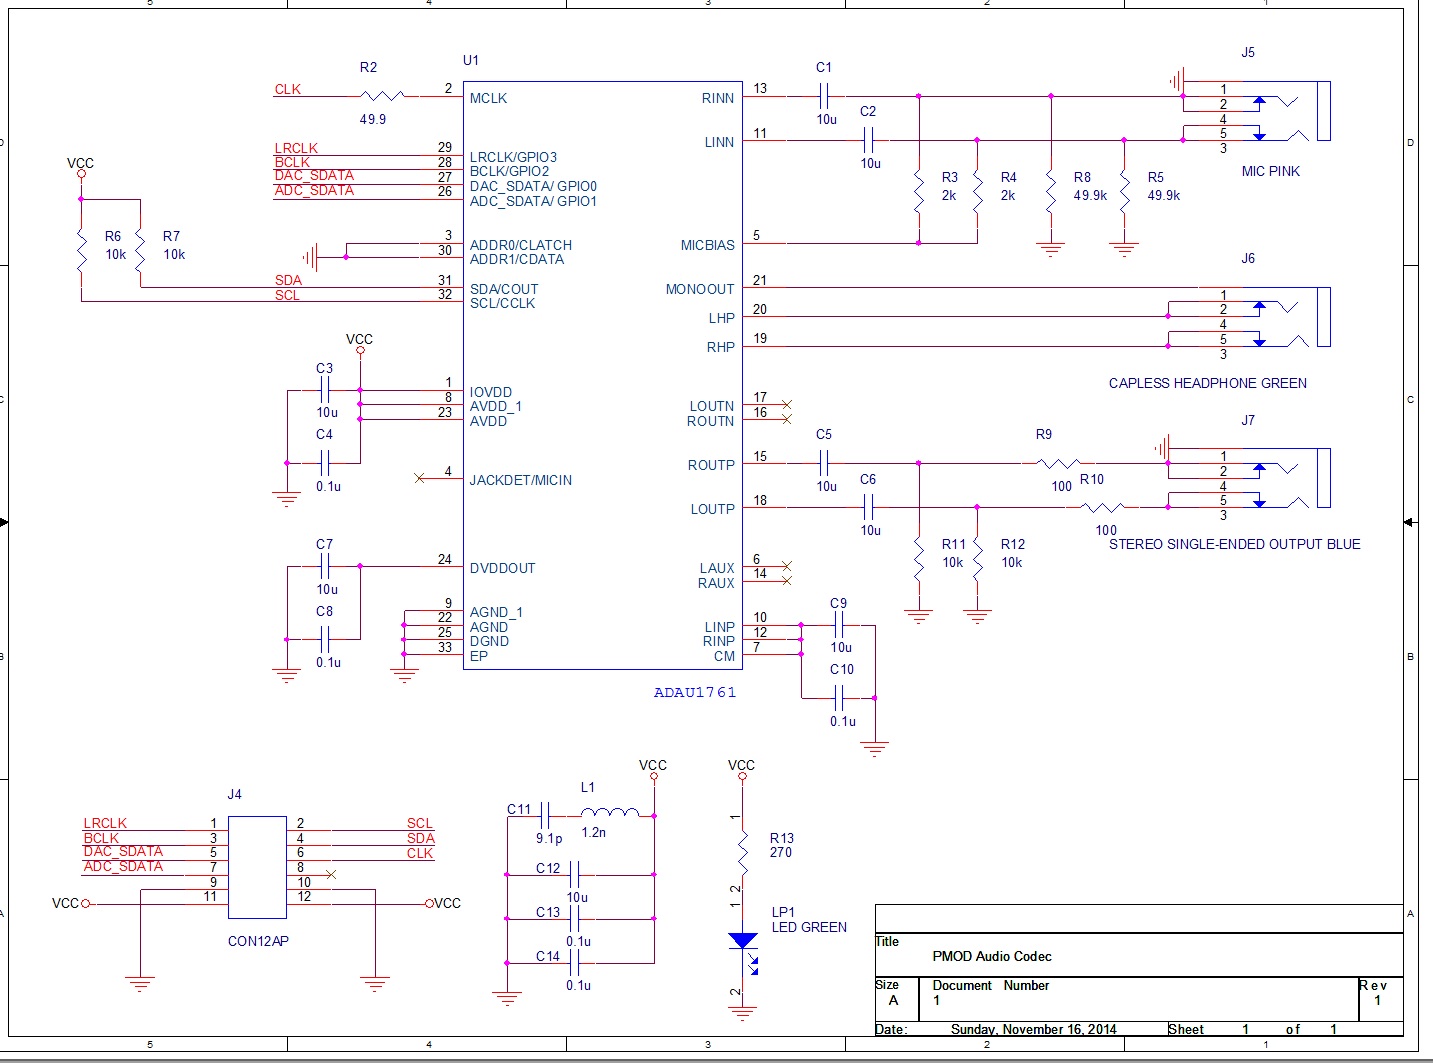 5 4 3 2 1
D
C
B
A
U1
R2
CLK
49.9
2 MCLK
LRCLK 29 LRCLK/GPIO3
BCLK 28 BCLK/GPIO2
DAC_SDATA 27 DAC_SDATA/ GPIO0
ADC_SDATA 26 ADC_SDATA/ GPIO1
VCC
R6 10k
R7 10k
3 ADDR0/CLATCH
30 ADDR1/CDATA
SDA 31 SDA/COUT
SCL 32 SCL/CCLK
VCC
C3
10u
C4
0.1u
1 IOVDD
8 AVDD_1
23 AVDD
4 JACKDET/MICIN
C7
10u
C8
0.1u
24 DVDDOUT
9 AGND_1
22 AGND
25 DGND
33 EP
RINN 13
LINN 11
MICBIAS 5
MONOOUT 21
LHP 20
RHP 19
LOUTN 17
ROUTN 16
ROUTP 15
LOUTP 18
LAUX 6
RAUX 14
LINP 10
RINP 12
CM 7
ADAU1761
C1
10u
C2
10u
R3
2k
R4
2k
R8
49.9k
R5
49.9k
J5
1
2
4
5
3
MIC PINK
J6
1
2
4
5
3
CAPLESS HEADPHONE GREEN
J7
1
2
4
5
3
STEREO SINGLE-ENDED OUTPUT BLUE
C5
10u
C6
10u
R9
100
R10
100
R11
10k
R12
10k
C9
10u
C10
0.1u
J4
LRCLK 1 2 SCL
BCLK 3 4 SDA
DAC_SDATA 5 6 CLK
ADC_SDATA 7 8
9 10
VCC 11 12 VCC
CON12AP
VCC
L1
1.2n
C11
9.1p
C12
10u
C13
0.1u
C14
0.1u
VCC
1
R13
270
2
1
LP1
LED GREEN
2
Title
PMOD Audio Codec
Size
A
Document Number
1
Rev
1
Date: Sunday, November 16, 2014 Sheet 1 of 1
5 4 3 2 1
D
C
B
A